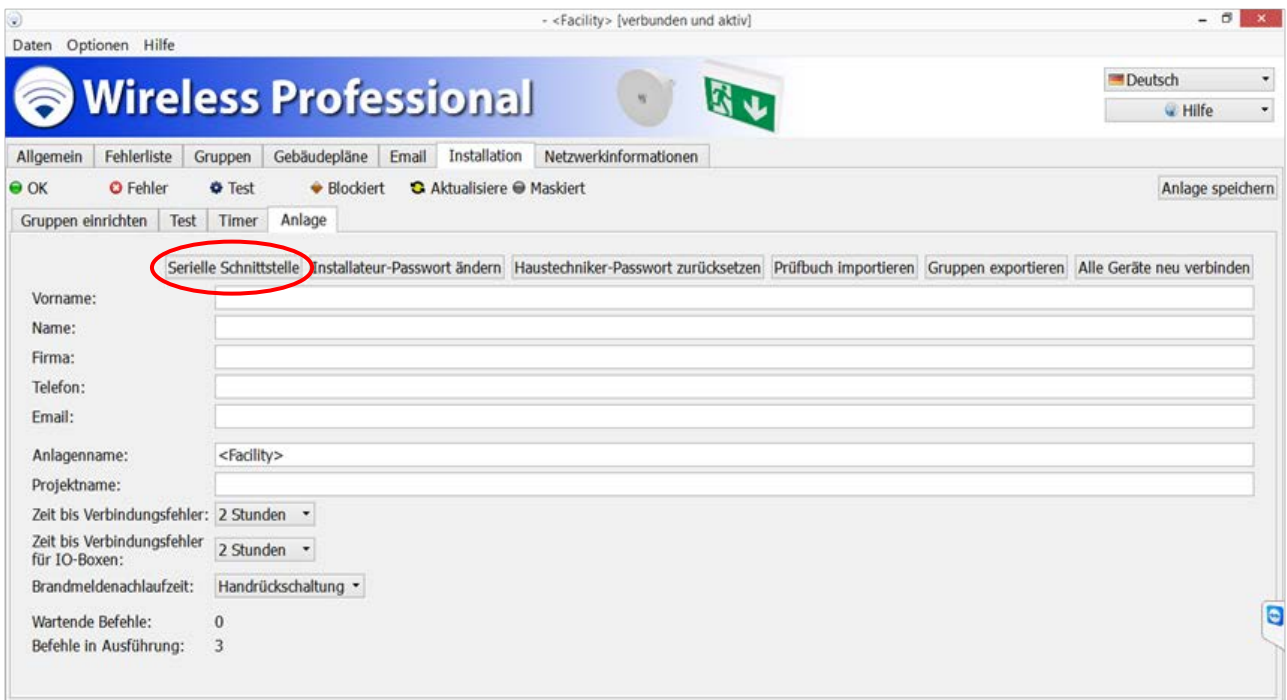 - <Facility> [verbunden und aktiv]
Daten Optionen Hilfe
Wireless Professional
Deutsch
Hilfe
Allgemein Fehlerliste Gruppen Gebäudepläne Email Installation Netzwerkinformationen
OK Fehler Test Blockiert Aktualisiere Maskiert Anlage speichern
Gruppen einrichten Test Timer Anlage
Serielle Schnittstelle Installateur-Passwort ändern Haustechniker-Passwort zurücksetzen Prüfbuch importieren Gruppen exportieren Alle Geräte neu verbinden
Vorname:
Name:
Firma:
Telefon:
Email:
Anlagenname: <Facility>
Projektname:
Zeit bis Verbindungsfehler: 2 Stunden
Zeit bis Verbindungsfehler
für IO-Boxen: 2 Stunden
Brandmeldenachlaufzeit: Handrückschaltung
Wartende Befehle: 0
Befehle in Ausführung: 3